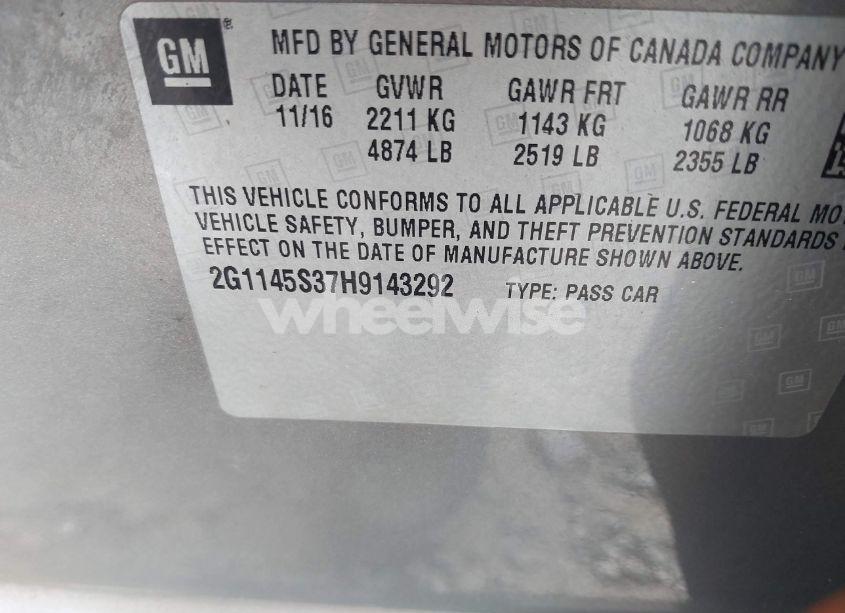 GM
MFD BY GENERAL MOTORS OF CANADA COMPANY
DATE GVWR GAWR FRT GAWR RR
11/16 2211 KG 1143 KG 1068 KG
4874 LB 2519 LB 2355 LB
THIS VEHICLE CONFORMS TO ALL APPLICABLE U.S. FEDERAL MO
VEHICLE SAFETY, BUMPER, AND THEFT PREVENTION STANDARDS
EFFECT ON THE DATE OF MANUFACTURE SHOWN ABOVE.
2G1145S37H9143292 TYPE: PASS CAR
wheelwise